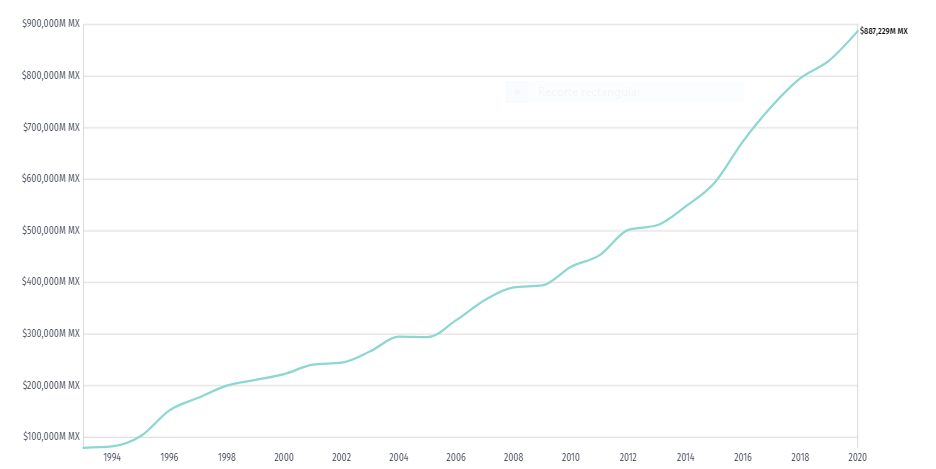 $900,000M MX
$887,229M MX
$800,000M MX
Recorte rectangular
$700,000M MX
$600,000M MX
$500,000M MX
$400,000M MX
$300,000M MX
$200,000M MX
$100,000M MX
1994 1996 1998 2000 2002 2004 2006 2008 2010 2012 2014 2016 2018 2020